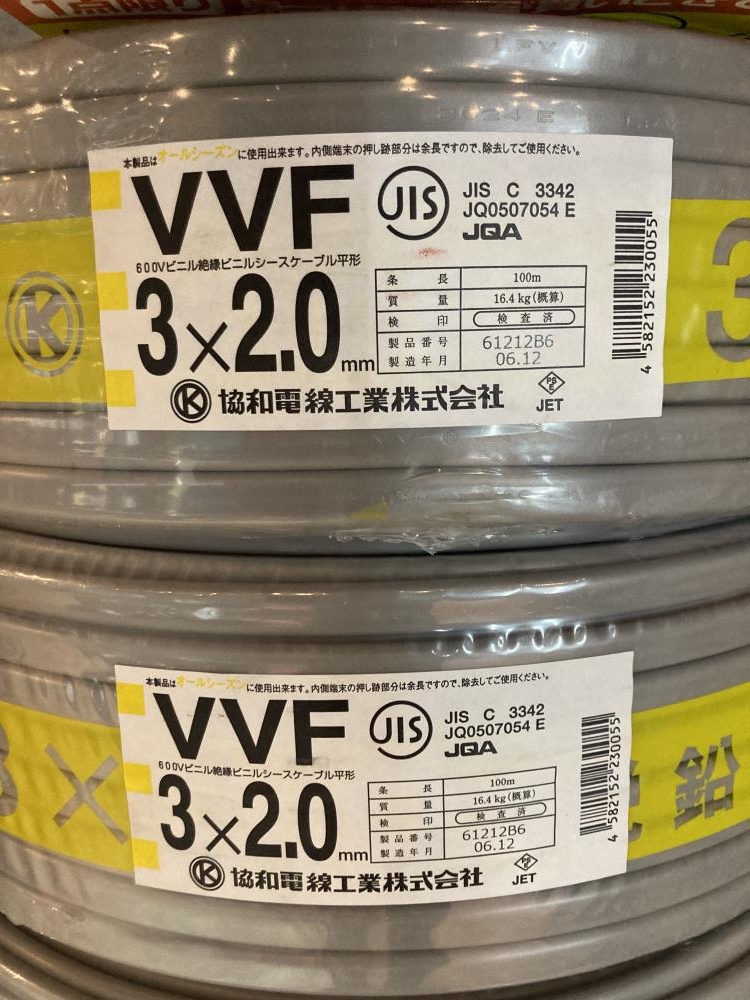 1点限り
LFV
本製品はオールシーズンに使用出来ます。内側端末の押し跡部分は余長ですので、除去してご使用ください。
VVF
JIS
JIS C 3342
JQ0507054 E
JQA
600Vビニル絶縁ビニルシースケーブル平形
3×2.0mm
条長 100m
質量 16.4kg(概算)
検印 検査済
製品番号 61212B6
製造年月 06.12
K 協和電線工業株式会社
PSE
JET
4 582152 230055
K
3
本製品はオールシーズンに使用出来ます。内側端末の押し跡部分は余長ですので、除去してご使用ください。
VVF
JIS
JIS C 3342
JQ0507054 E
JQA
600Vビニル絶縁ビニルシースケーブル平形
3×2.0mm
条長 100m
質量 16.4kg(概算)
検印 検査済
製品番号 61212B6
製造年月 06.12
K 協和電線工業株式会社
PSE
JET
4 582152 230055
3×
鉛